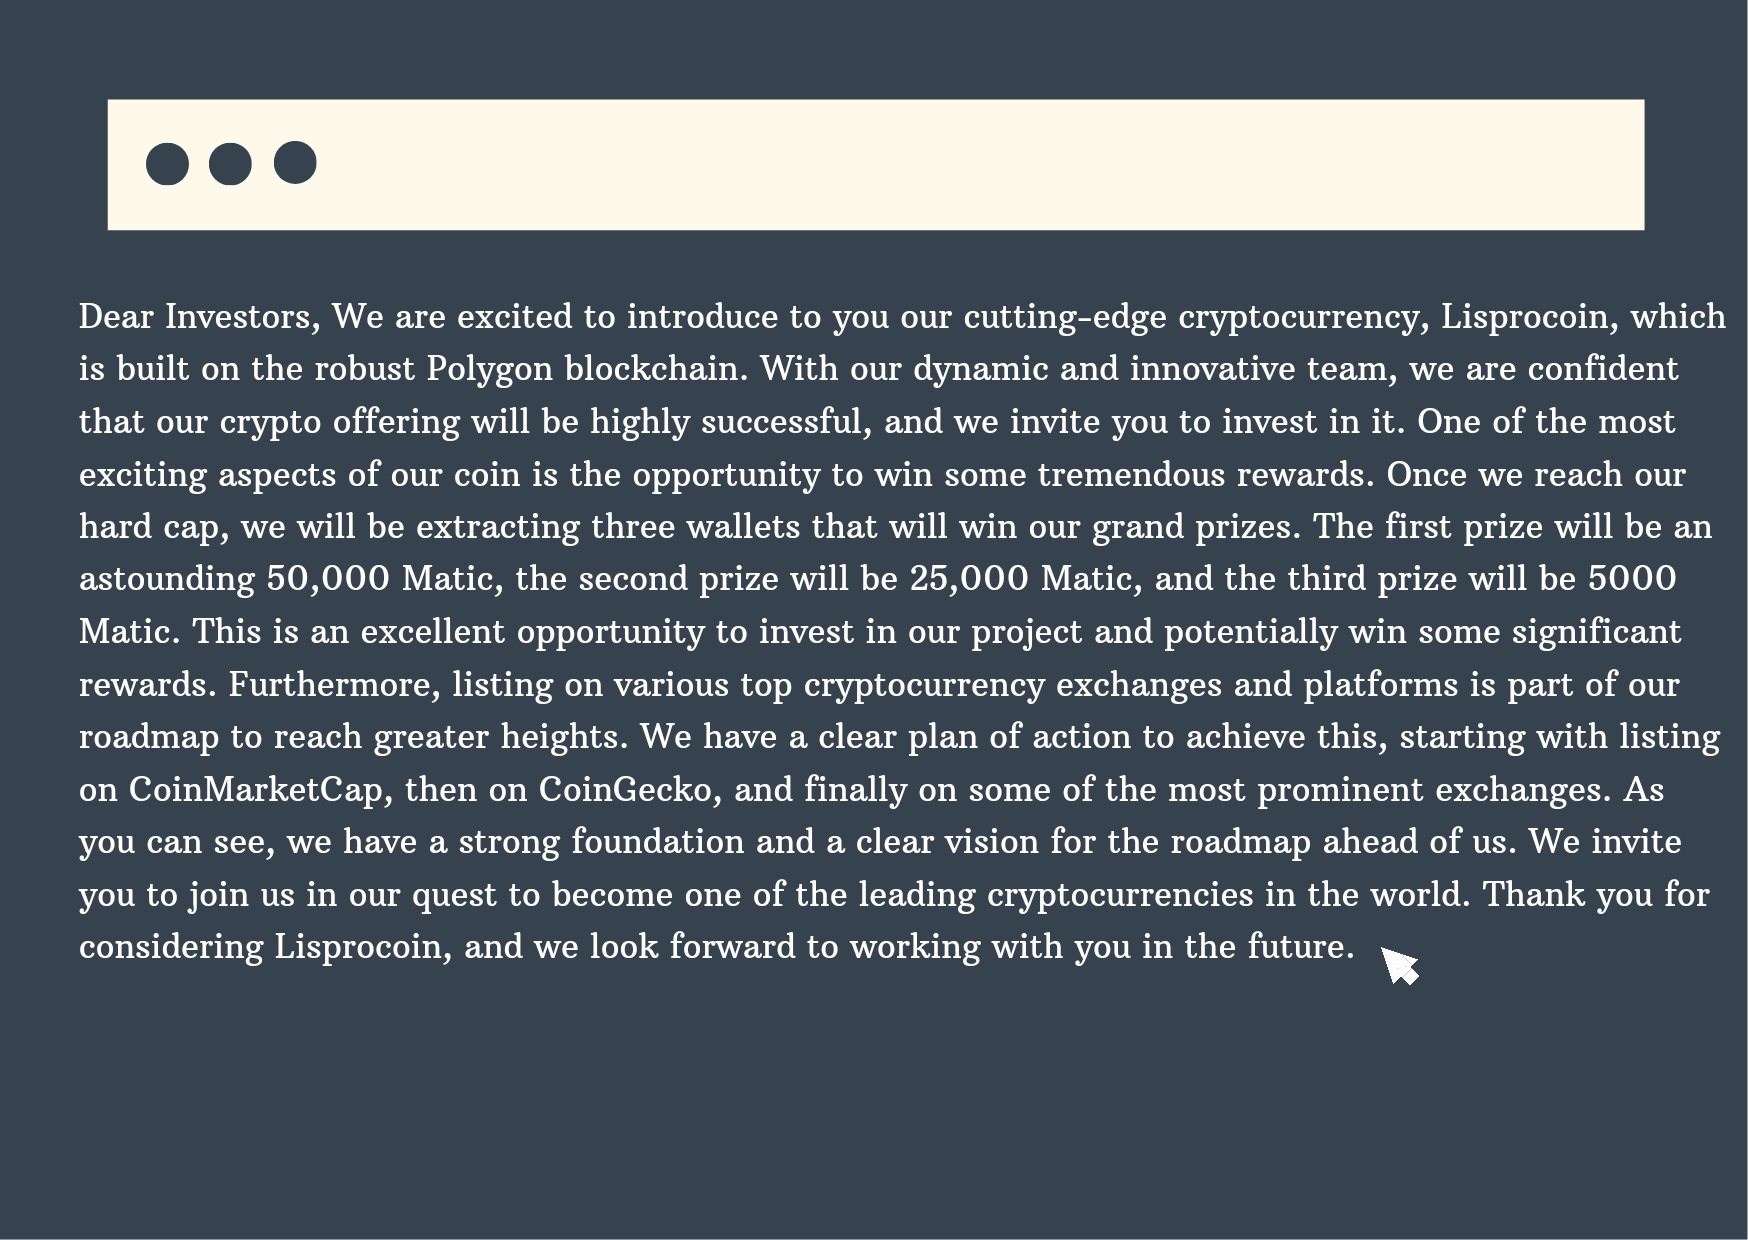 Dear Investors, We are excited to introduce to you our cutting-edge cryptocurrency, Lisprocoin, which
is built on the robust Polygon blockchain. With our dynamic and innovative team, we are confident
that our crypto offering will be highly successful, and we invite you to invest in it. One of the most
exciting aspects of our coin is the opportunity to win some tremendous rewards. Once we reach our
hard cap, we will be extracting three wallets that will win our grand prizes. The first prize will be an
astounding 50,000 Matic, the second prize will be 25,000 Matic, and the third prize will be 5000
Matic. This is an excellent opportunity to invest in our project and potentially win some significant
rewards. Furthermore, listing on various top cryptocurrency exchanges and platforms is part of our
roadmap to reach greater heights. We have a clear plan of action to achieve this, starting with listing
on CoinMarketCap, then on CoinGecko, and finally on some of the most prominent exchanges. As
you can see, we have a strong foundation and a clear vision for the roadmap ahead of us. We invite
you to join us in our quest to become one of the leading cryptocurrencies in the world. Thank you for
considering Lisprocoin, and we look forward to working with you in the future.